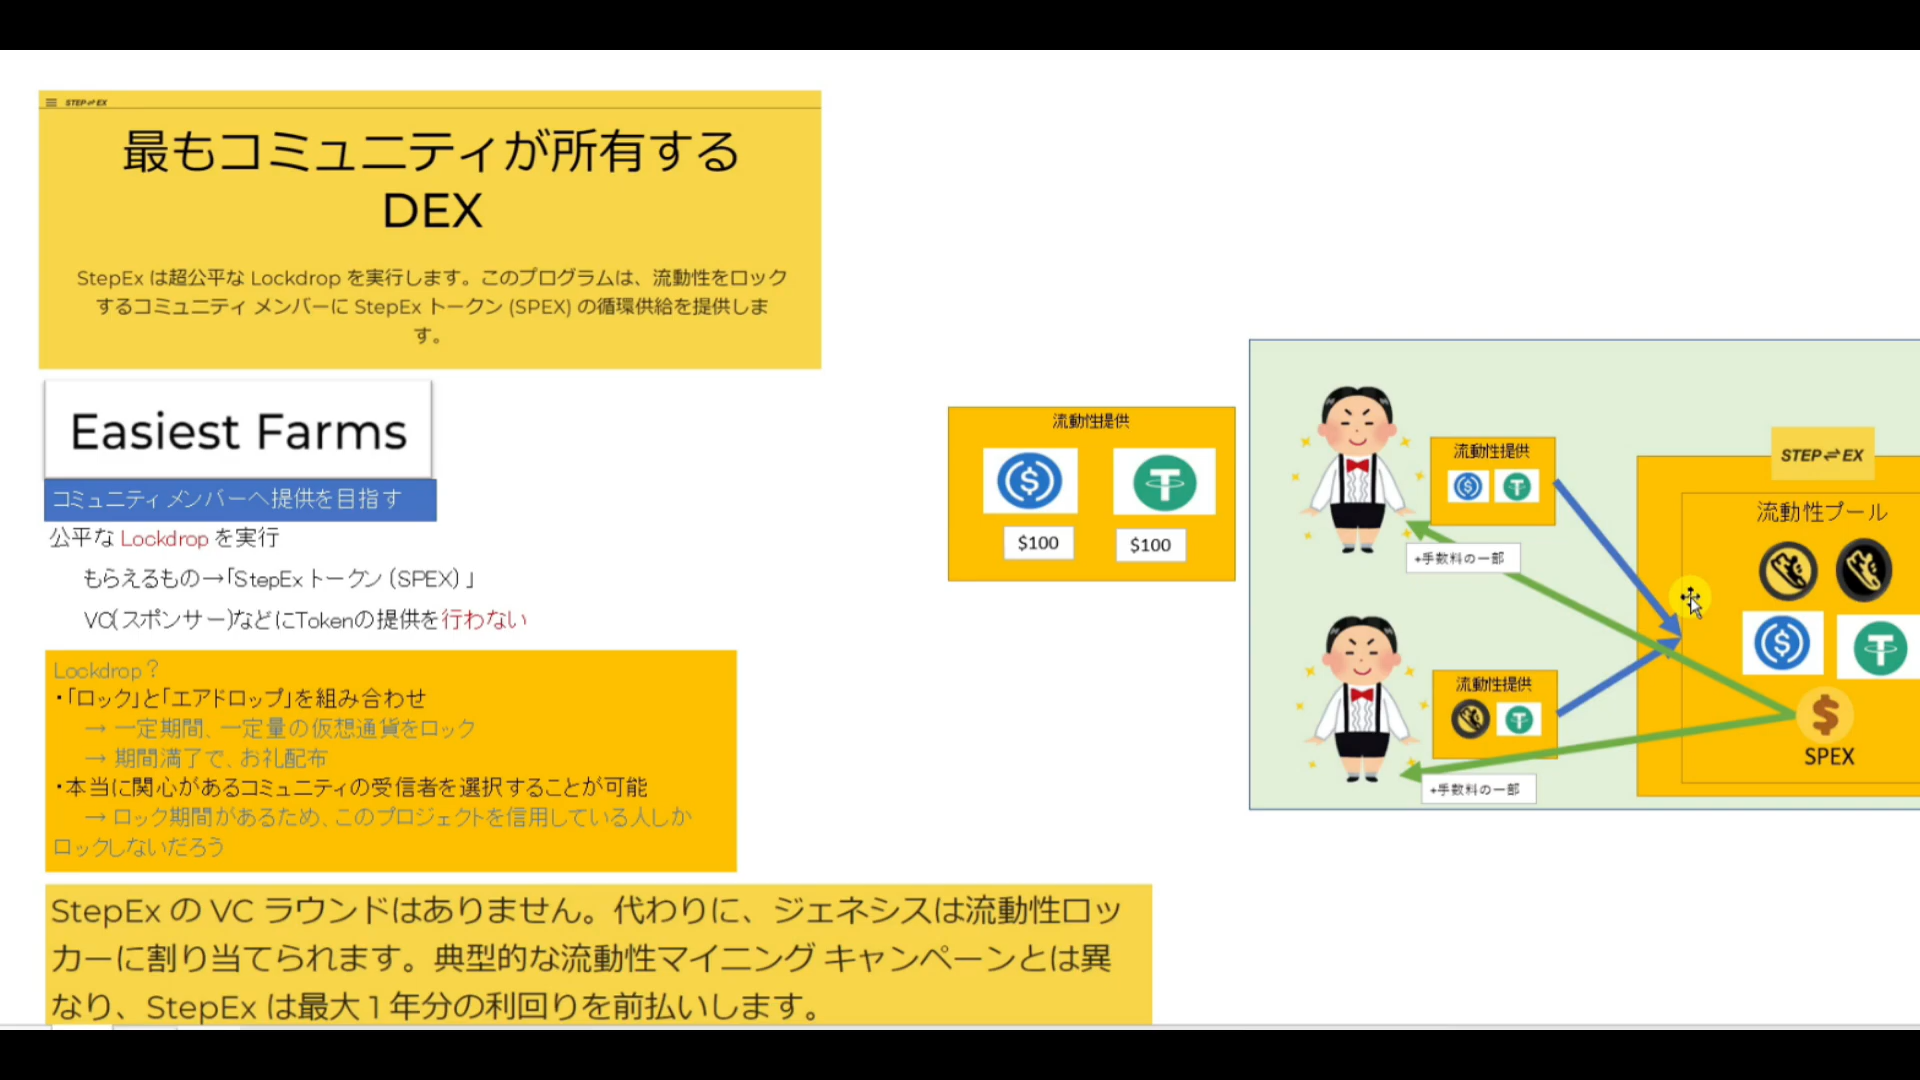 STEP⇌EX
最もコミュニティが所有する
DEX
StepEx は超公平な Lockdrop を実行します。このプログラムは、流動性をロック
するコミュニティ メンバーに StepEx トークン (SPEX) の循環供給を提供しま
す。
Easiest Farms
コミュニティメンバーへ提供を目指す
公平な Lockdrop を実行
もらえるもの→「StepExトークン (SPEX) 」
VC(スポンサー)などにTokenの提供を行わない
Lockdrop?
・「ロック」と「エアドロップ」を組み合わせ
→ 一定期間、一定量の仮想通貨をロック
→ 期間満了で、お礼配布
・本当に関心があるコミュニティの受信者を選択することが可能
→ ロック期間があるため、このプロジェクトを信用している人しか
ロックしないだろう
StepEx の VC ラウンドはありません。代わりに、ジェネシスは流動性ロッ
カーに割り当てられます。典型的な流動性マイニング キャンペーンとは異
なり、StepEx は最大 1 年分の利回りを前払いします。
流動性提供
$100
$100
流動性提供
+手数料の一部
流動性提供
+手数料の一部
STEP⇌EX
流動性プール
SPEX